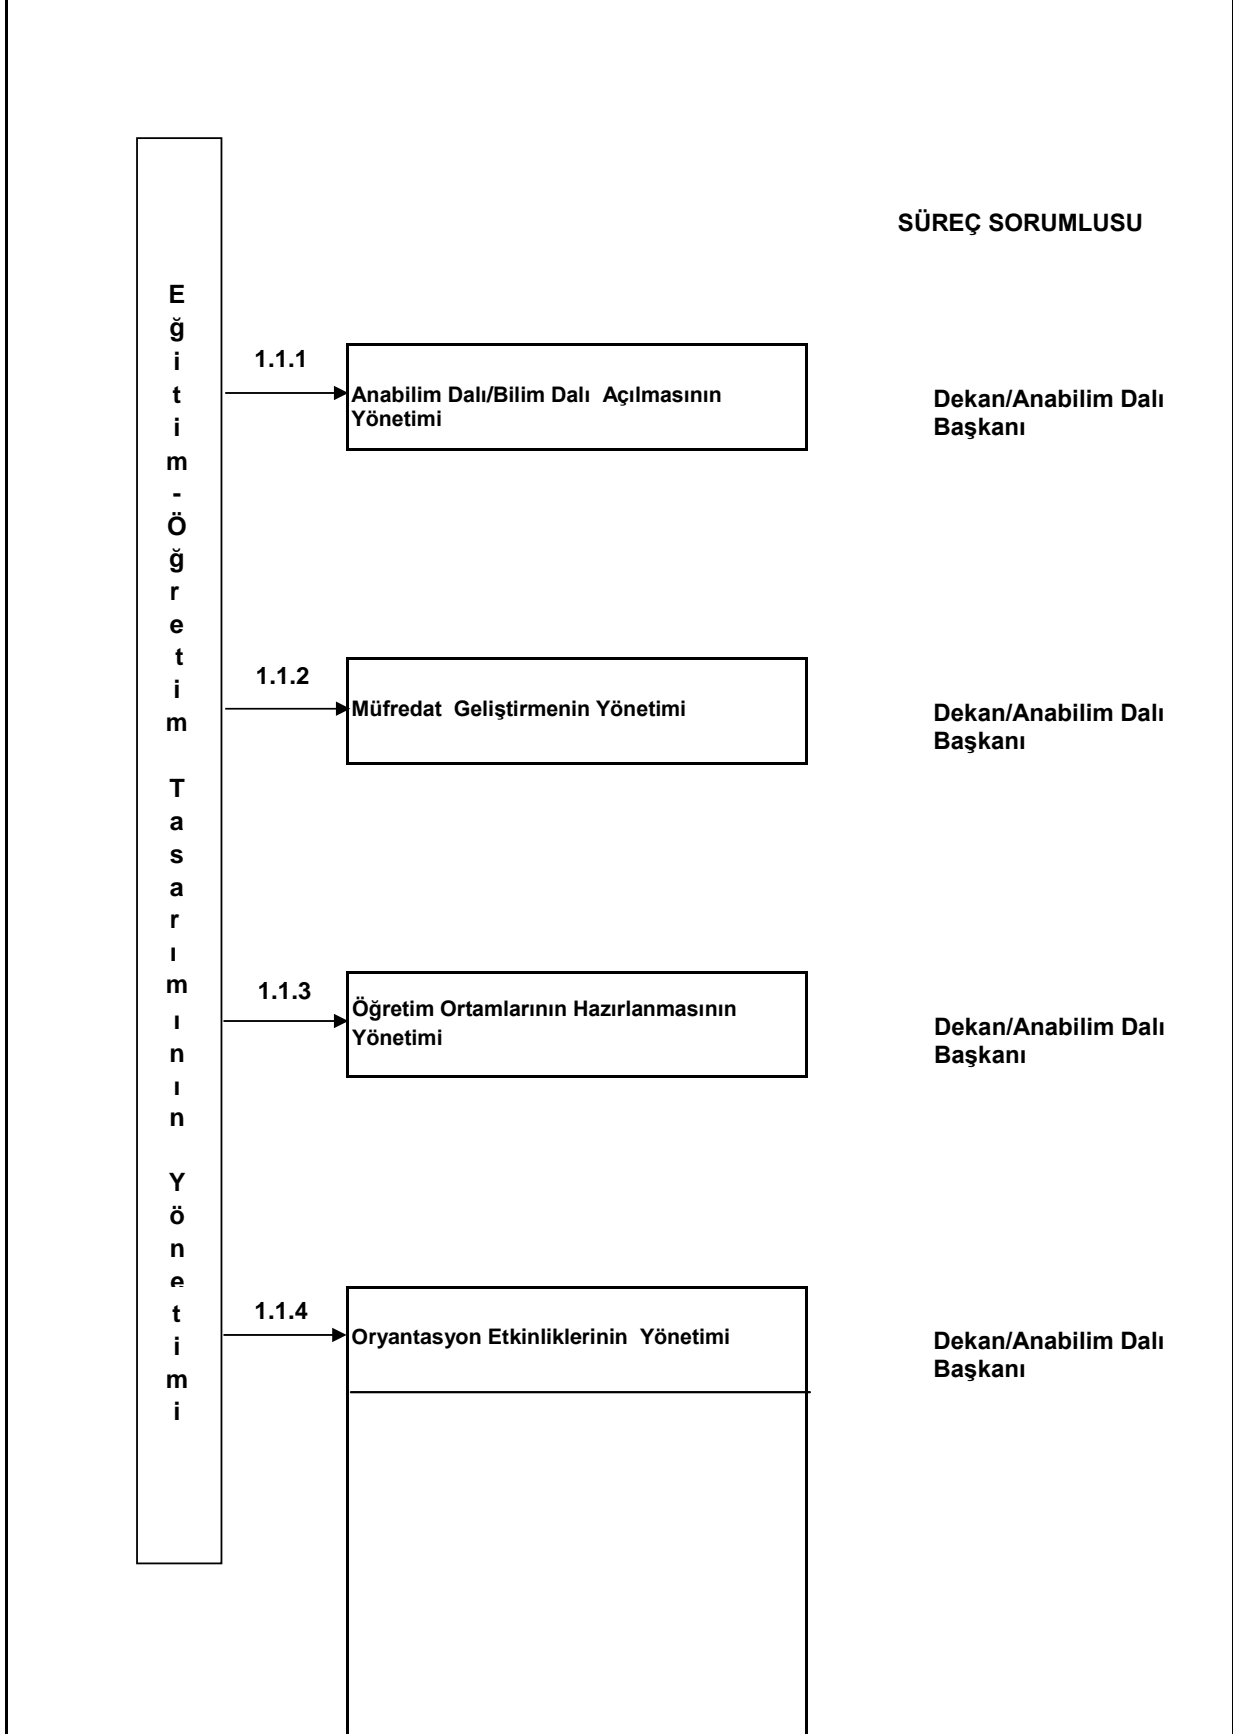 SÜREÇ SORUMLUSU
E
ğ
i
t
i
m
-
Ö
ğ
r
e
t
i
m
T
a
s
a
r
ı
m
ı
n
ı
n
Y
ö
n
e
t
i
m
i
1.1.1
Anabilim Dalı/Bilim Dalı Açılmasının
Yönetimi
Dekan/Anabilim Dalı
Başkanı
1.1.2
Müfredat Geliştirmenin Yönetimi
Dekan/Anabilim Dalı
Başkanı
1.1.3
Öğretim Ortamlarının Hazırlanmasının
Yönetimi
Dekan/Anabilim Dalı
Başkanı
1.1.4
Oryantasyon Etkinliklerinin Yönetimi
Dekan/Anabilim Dalı
Başkanı